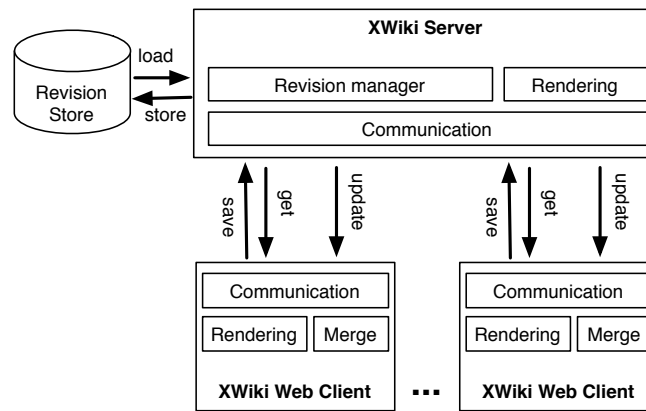 XWiki Server
load
Revision
Store
store
Revision manager
Rendering
Communication
save
get
update
save
get
update
Communication
Rendering
Merge
XWiki Web Client
...
Communication
Rendering
Merge
XWiki Web Client